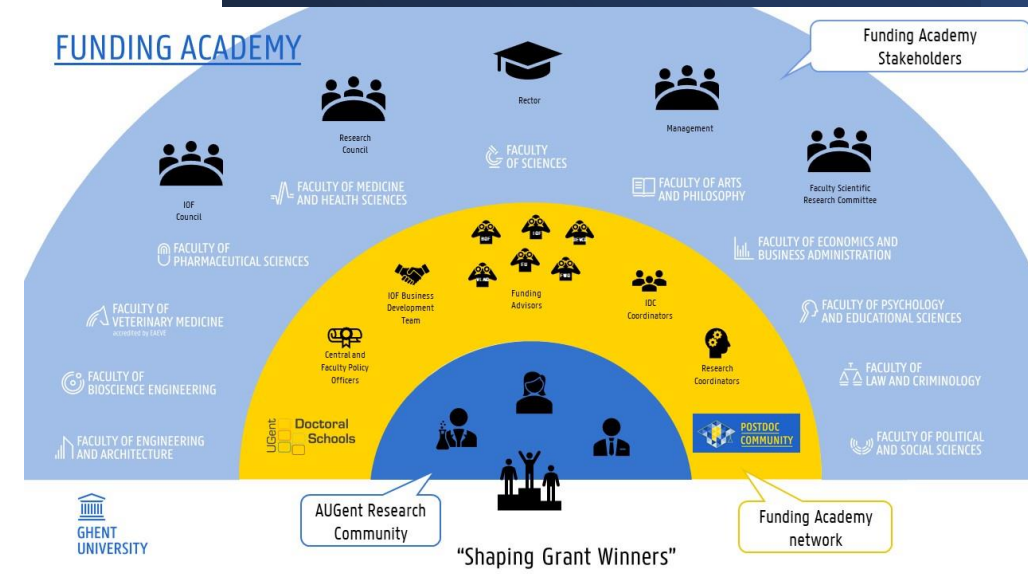 FUNDING ACADEMY
Funding Academy
Stakeholders
Rector
Research
Council
Management
IOF
Council
Faculty Scientific
Research Committee
FACULTY
OF SCIENCES
FACULTY OF MEDICINE
AND HEALTH SCIENCES
FACULTY OF ARTS
AND PHILOSOPHY
FACULTY OF
PHARMACEUTICAL SCIENCES
FACULTY OF ECONOMICS AND
BUSINESS ADMINISTRATION
FACULTY OF
VETERINARY MEDICINE
accredited by EAEVE
FACULTY OF PSYCHOLOGY
AND EDUCATIONAL SCIENCES
FACULTY OF
BIOSCIENCE ENGINEERING
FACULTY OF
LAW AND CRIMINOLOGY
FACULTY OF ENGINEERING
AND ARCHITECTURE
FACULTY OF POLITICAL
AND SOCIAL SCIENCES
IOF Business
Development
Team
Funding
Advisors
IDC
Coordinators
Central and
Faculty Policy
Officers
Research
Coordinators
UGent
Doctoral
Schools
POSTDOC
COMMUNITY
AUGent Research
Community
Funding Academy
network
GHENT
UNIVERSITY
“Shaping Grant Winners”